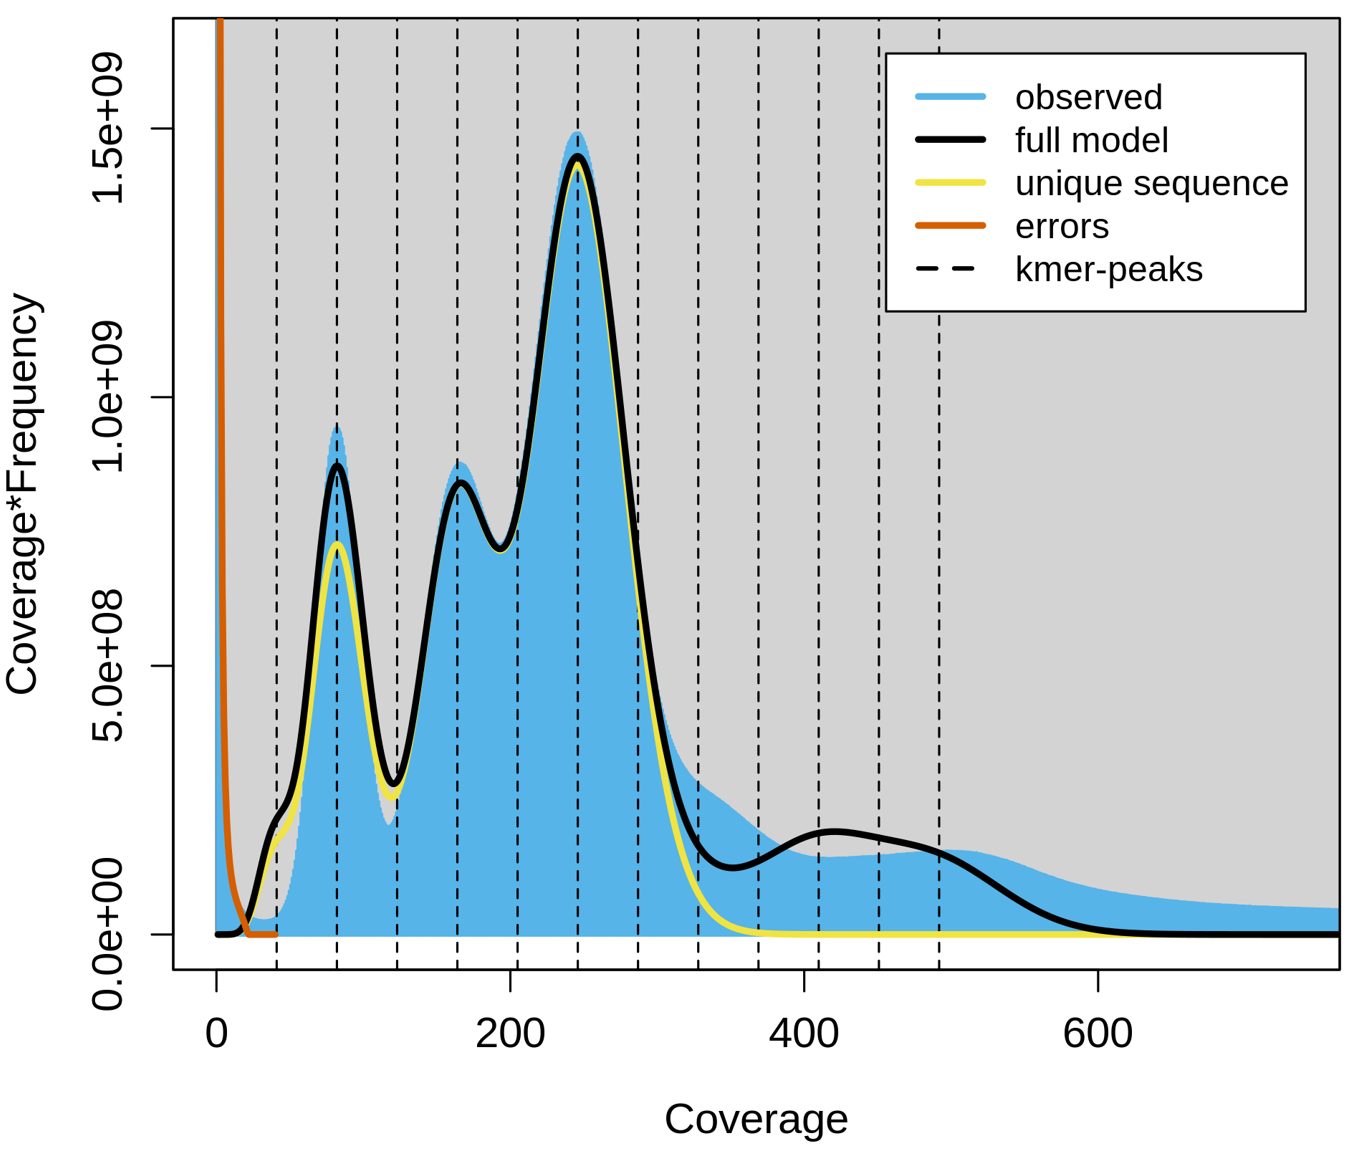 Coverage*Frequency
1.5e+09
1.0e+09
5.0e+08
0.0e+00
observed
full model
unique sequence
errors
kmer-peaks
0 200 400 600
Coverage